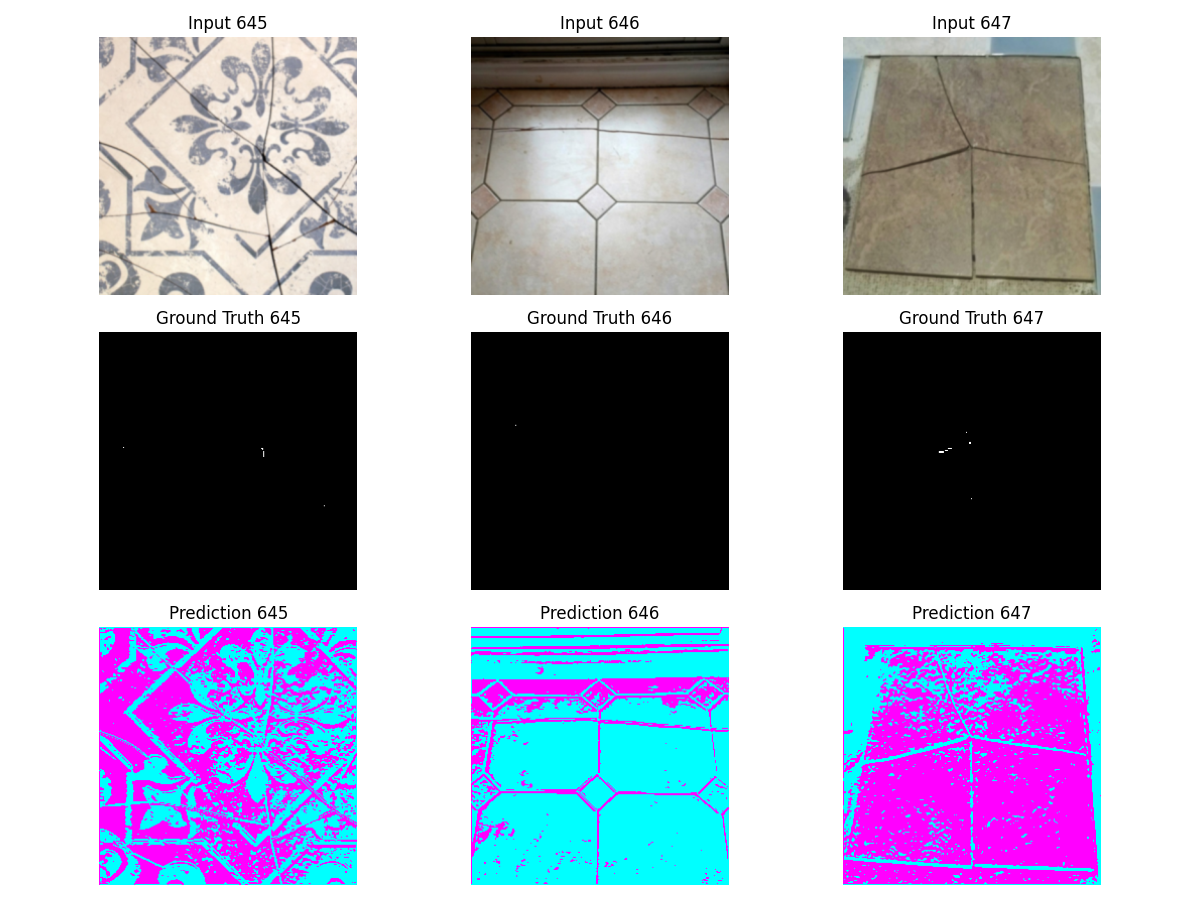 Input 645
Input 646
Input 647
Ground Truth 645
Ground Truth 646
Ground Truth 647
Prediction 645
Prediction 646
Prediction 647